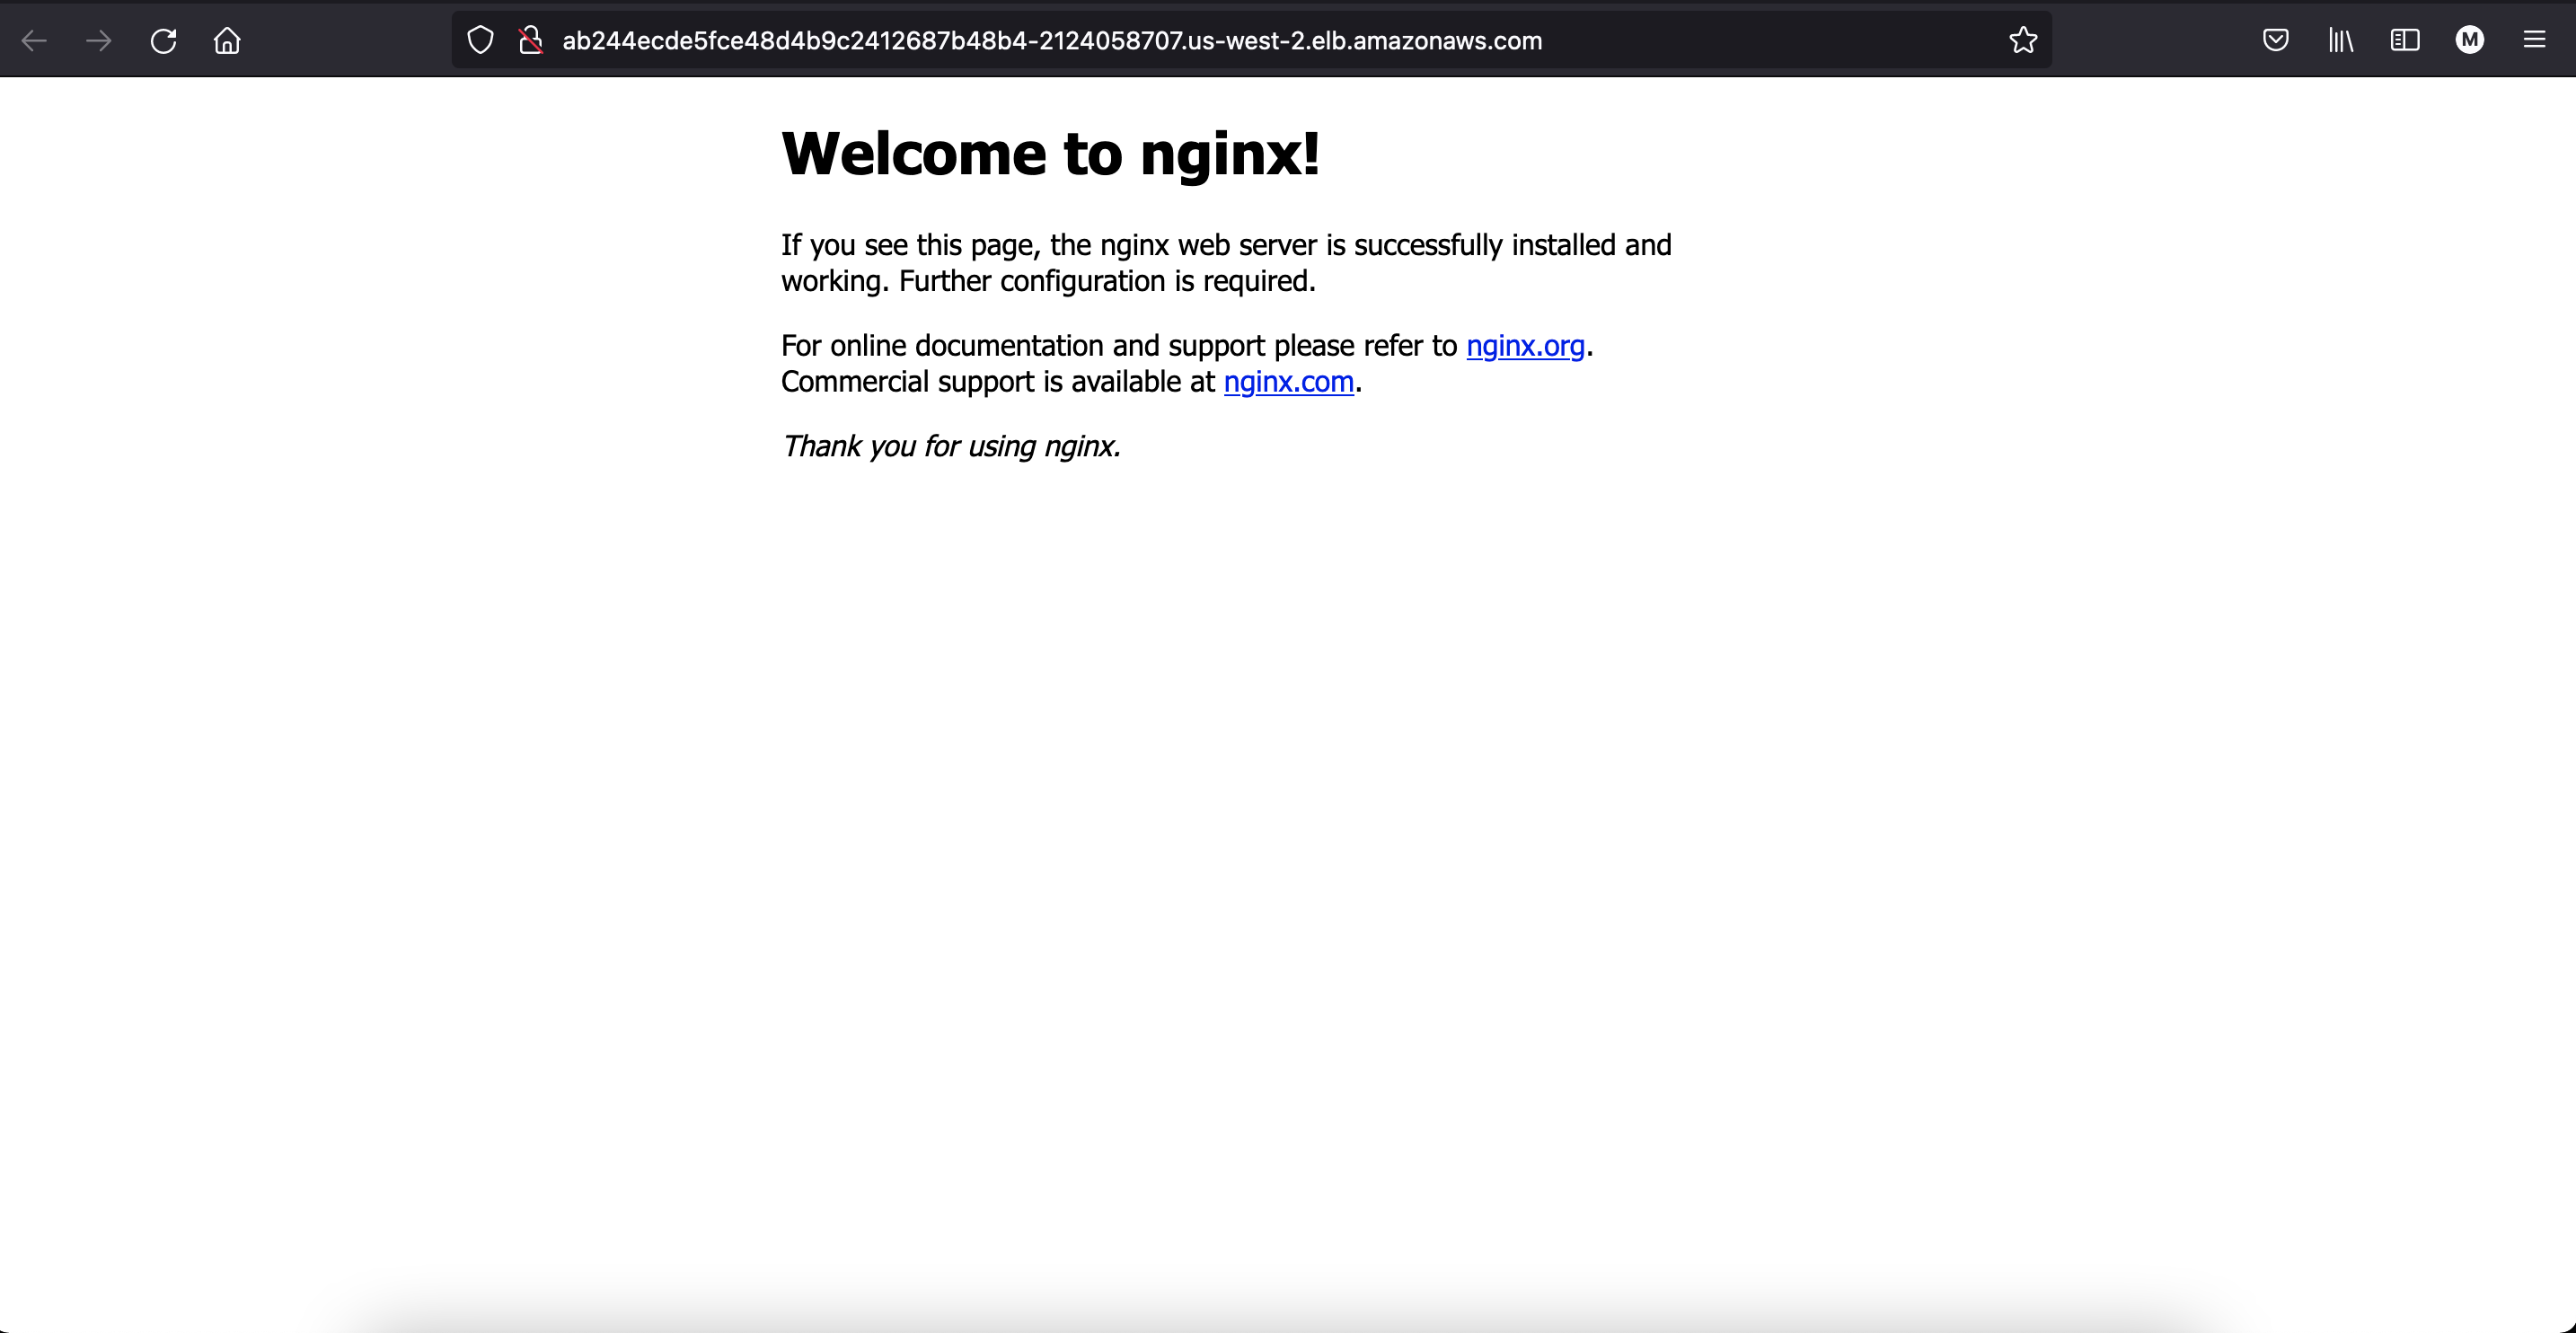 ab244ecde5fce48d4b9c2412687b48b4-2124058707.us-west-2.elb.amazonaws.com
M
Welcome to nginx!
If you see this page, the nginx web server is successfully installed and
working. Further configuration is required.
For online documentation and support please refer to nginx.org.
Commercial support is available at nginx.com.
Thank you for using nginx.